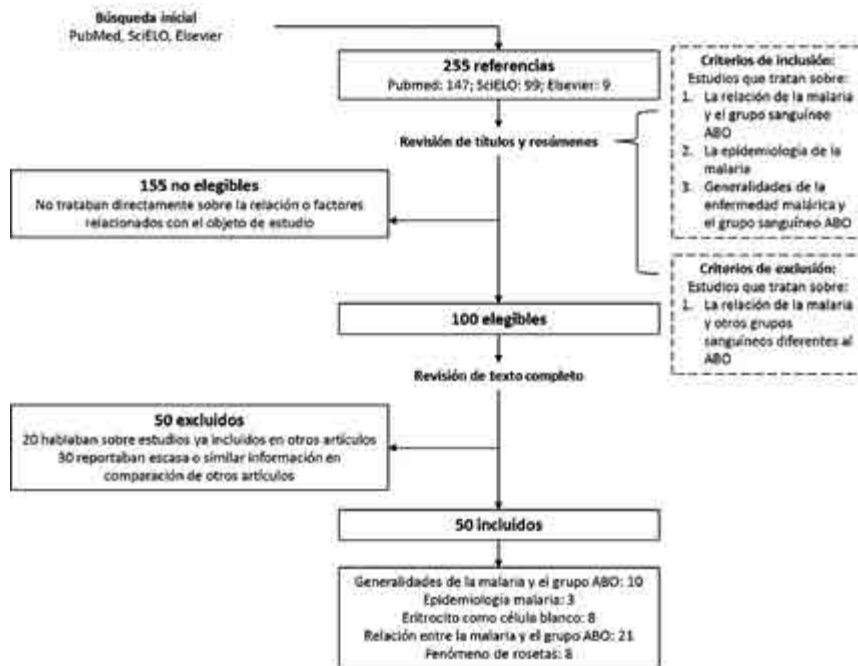 Búsqueda inicial
PubMed, SciELO, Elsevier
255 referencias
Pubmed: 147; SciELO: 99; Elsevier: 9
Revisión de títulos y resúmenes
Criterios de inclusión:
Estudios que tratan sobre:
1. La relación de la malaria
y el grupo sanguíneo
ABO
2. La epidemiología de la
malaria
3. Generalidades de la
enfermedad malárica y
el grupo sanguíneo ABO
155 no elegibles
No trataban directamente sobre la relación o factores
relacionados con el objeto de estudio
Criterios de exclusión:
Estudios que tratan sobre:
1. La relación de la malaria
y otros grupos
sanguíneos diferentes al
ABO
100 elegibles
Revisión de texto completo
50 excluidos
20 hablaban sobre estudios ya incluidos en otros artículos
30 reportaban escasa o similar información en
comparación de otros artículos
50 incluidos
Generalidades de la malaria y el grupo ABO: 10
Epidemiología malaria: 3
Eritrocito como célula blanco: 8
Relación entre la malaria y el grupo ABO: 21
Fenómeno de rosetas: 8